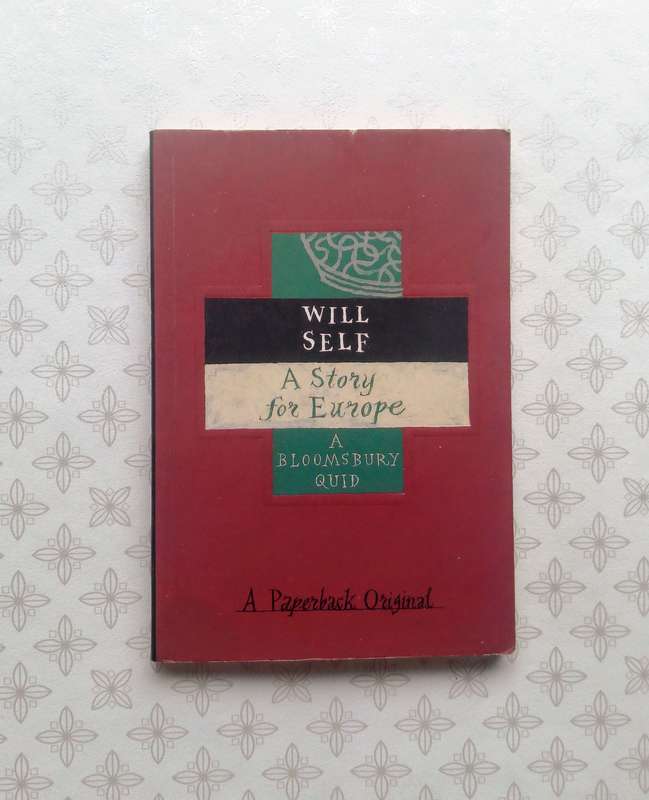 WILL
SELF
A Story
for Europe
A
BLOOMSBURY
QUID
A Paperback Original